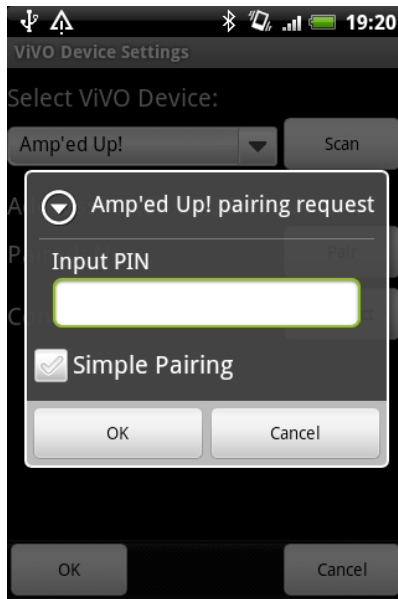 19:20
ViVO Device Settings
Select ViVO Device:
Amp'ed Up!
Scan
Amp'ed Up! pairing request
Pair
Input PIN
Simple Pairing
OK
Cancel
OK
Cancel